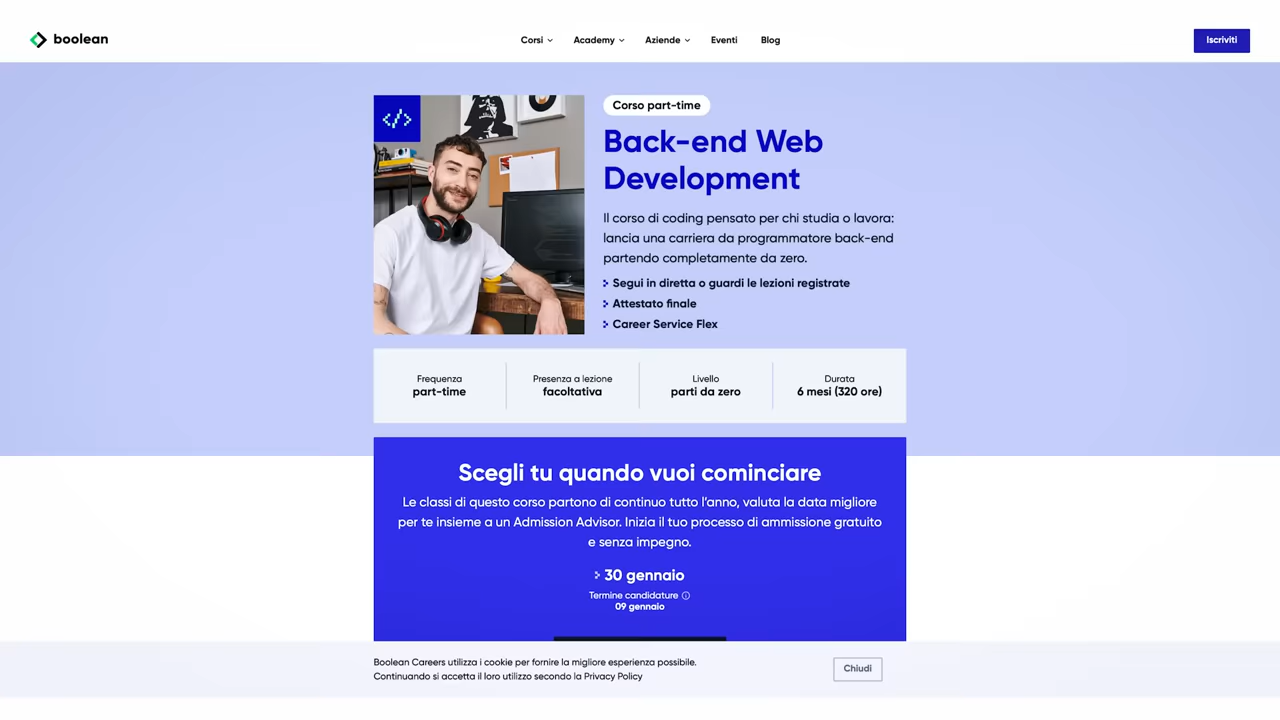 boolean
Corsi
Academy
Aziende
Eventi
Blog
Iscriviti
</>
Corso part-time
Back-end Web
Development
Il corso di coding pensato per chi studia o lavora:
lancia una carriera da programmatore back-end
partendo completamente da zero.
Segui in diretta o guardi le lezioni registrate
Attestato finale
Career Service Flex
Frequenza
part-time
Presenza a lezione
facoltativa
Livello
parti da zero
Durata
6 mesi (320 ore)
Scegli tu quando vuoi cominciare
Le classi di questo corso partono di continuo tutto l'anno, valuta la data migliore
per te insieme a un Admission Advisor. Inizia il tuo processo di ammissione gratuito
e senza impegno.
30 gennaio
Termine candidature
09 gennaio
Boolean Careers utilizza i cookie per fornire la migliore esperienza possibile.
Continuando si accetta il loro utilizzo secondo la Privacy Policy
Chiudi